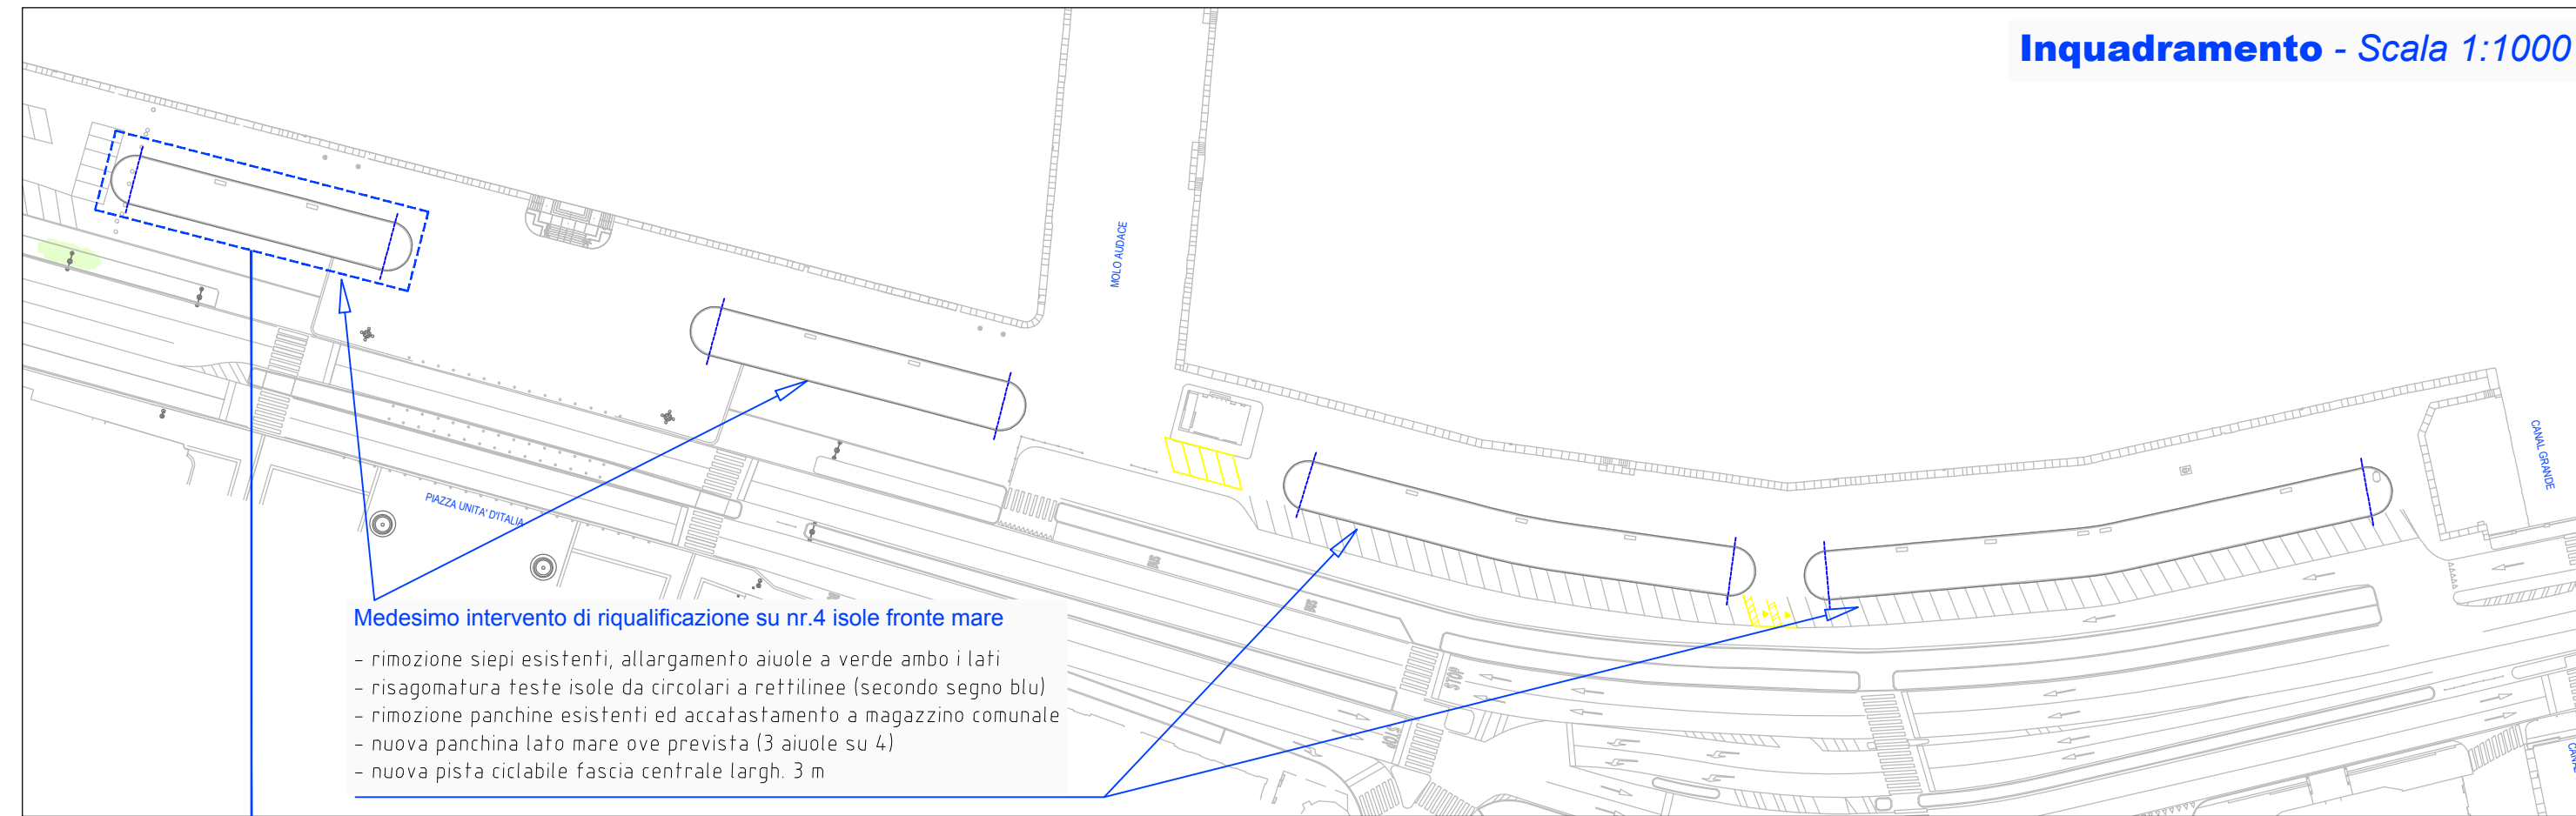 Inquadramento - Scala 1:1000
MOLO AUDACE
CANAL GRANDE
PIAZZA UNITA' D'ITALIA
Medesimo intervento di riqualificazione su nr.4 isole fronte mare
- rimozione siepi esistenti, allargamento aiuole a verde ambo i lati
- risagomatura teste isole da circolari a rettilinee (secondo segno blu)
- rimozione panchine esistenti ed accatastamento a magazzino comunale
- nuova panchina lato mare ove prevista (3 aiuole su 4)
- nuova pista ciclabile fascia centrale largh. 3 m
BUS
BUS
STOP
STOP